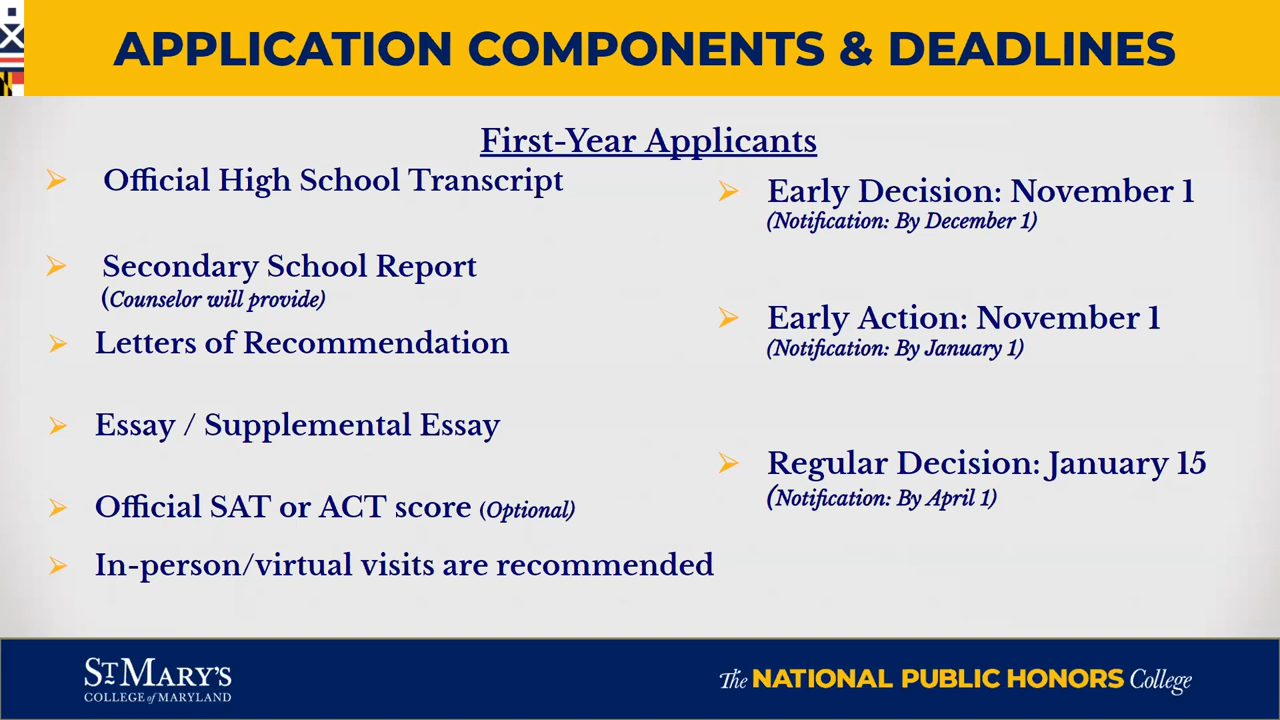 APPLICATION COMPONENTS & DEADLINES
First-Year Applicants
Official High School Transcript
Secondary School Report
(Counselor will provide)
Letters of Recommendation
Essay / Supplemental Essay
Official SAT or ACT score (Optional)
In-person/virtual visits are recommended
Early Decision: November 1
(Notification: By December 1)
Early Action: November 1
(Notification: By January 1)
Regular Decision: January 15
(Notification: By April 1)
ST MARY'S
COLLEGE of MARYLAND
The NATIONAL PUBLIC HONORS College